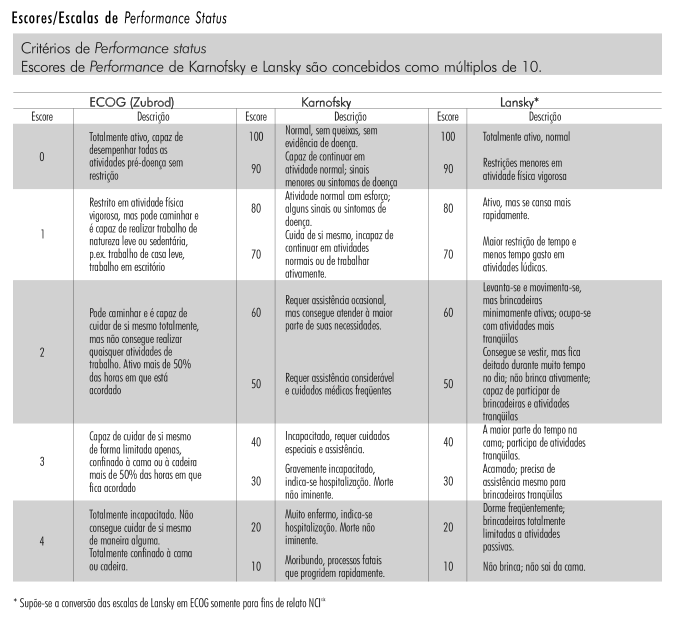 Escores/Escalas de Performance Status
Critérios de Performance status
Escores de Performance de Karnofsky e Lansky são concebidos como múltiplos de 10.
ECOG (Zubrod) Karnofsky Lansky*
Escore Descrição Escore Descrição Escore Descrição
0
Totalmente ativo, capaz de
desempenhar todas as
atividades pré-doença sem
restrição
100
Normal, sem queixas, sem
evidência de doença.
90
Capaz de continuar em
atividade normal; sinais
menores ou sintomas de doença
100
Totalmente ativo, normal
90
Restrições menores em
atividade física vigorosa
1
Restrito em atividade física
vigorosa, mas pode caminhar e
é capaz de realizar trabalho de
natureza leve ou sedentária,
p.ex. trabalho de casa leve,
trabalho em escritório
80
Atividade normal com esforço;
alguns sinais ou sintomas de
doença.
70
Cuida de si mesmo, incapaz de
continuar em atividades
normais ou de trabalhar
ativamente.
80
Ativo, mas se cansa mais
rapidamente.
70
Maior restrição de tempo e
menos tempo gasto em
atividades lúdicas.
2
Pode caminhar e é capaz de
cuidar de si mesmo totalmente,
mas não consegue realizar
quaisquer atividades de
trabalho. Ativo mais de 50%
das horas em que está
acordado
60
Requer assistência ocasional,
mas consegue atender à maior
parte de suas necessidades.
50
Requer assistência considerável
e cuidados médicos freqüentes
60
Levanta-se e movimenta-se,
mas brincadeiras
minimamente ativas; ocupa-se
com atividades mais
tranqüilas
50
Consegue se vestir, mas fica
deitado durante muito tempo
no dia; não brinca ativamente;
capaz de participar de
brincadeiras e atividades
tranqüilas
3
Capaz de cuidar de si mesmo
de forma limitada apenas,
confinado à cama ou à cadeira
mais de 50% das horas em que
fica acordado
40
Incapacitado, requer cuidados
especiais e assistência.
30
Gravemente incapacitado,
indica-se hospitalização. Morte
não iminente.
40
A maior parte do tempo na
cama; participa de atividades
tranqüilas.
30
Acamado; precisa de
assistência mesmo para
brincadeiras tranqüilas
4
Totalmente incapacitado. Não
consegue cuidar de si mesmo
de maneira alguma.
Totalmente confinado à cama
ou cadeira.
20
Muito enfermo, indica-se
hospitalização. Morte não
iminente.
10
Moribundo, processos fatais
que progridem rapidamente.
20
Dorme freqüentemente;
brincadeiras totalmente
limitadas a atividades
passivas.
10
Não brinca; não sai da cama.
* Supõe-se a conversão das escalas de Lansky em ECOG somente para fins de relato NCI